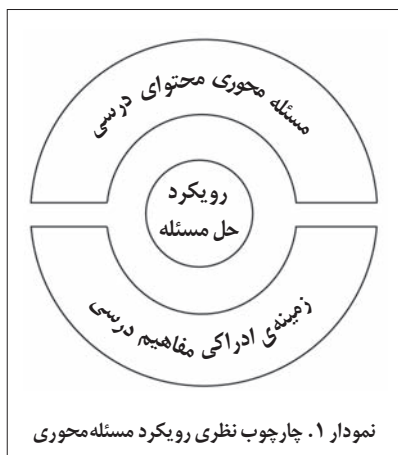 مسئله محوری محتوای درسی
رویکرد
حل مسئله
زمینه‌ی ادراکی مفاهیم درسی
نمودار ۱. چارچوب نظری رویکرد مسئله‌محوری